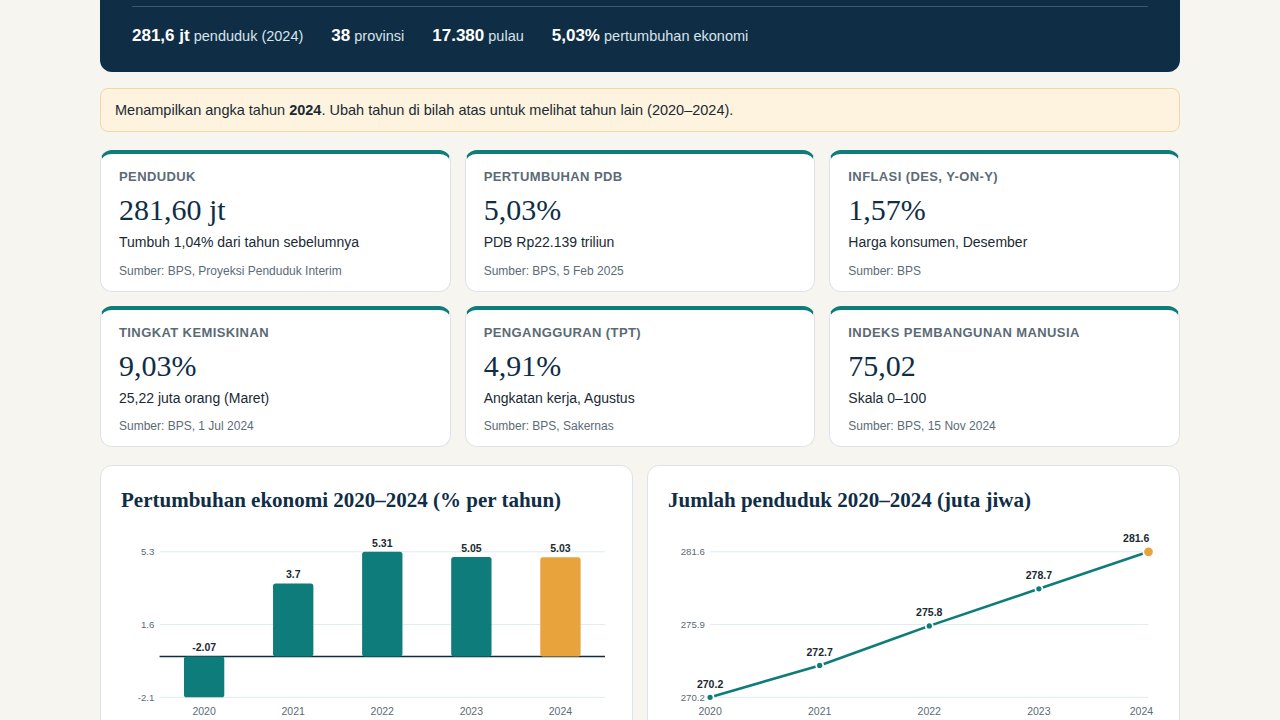 281,6 jt penduduk (2024) 38 provinsi 17.380 pulau 5,03% pertumbuhan ekonomi
Menampilkan angka tahun 2024. Ubah tahun di bilah atas untuk melihat tahun lain (2020–2024).
PENDUDUK
281,60 jt
Tumbuh 1,04% dari tahun sebelumnya
Sumber: BPS, Proyeksi Penduduk Interim
PERTUMBUHAN PDB
5,03%
PDB Rp22.139 triliun
Sumber: BPS, 5 Feb 2025
INFLASI (DES, Y-ON-Y)
1,57%
Harga konsumen, Desember
Sumber: BPS
TINGKAT KEMISKINAN
9,03%
25,22 juta orang (Maret)
Sumber: BPS, 1 Jul 2024
PENGANGGURAN (TPT)
4,91%
Angkatan kerja, Agustus
Sumber: BPS, Sakernas
INDEKS PEMBANGUNAN MANUSIA
75,02
Skala 0–100
Sumber: BPS, 15 Nov 2024
Pertumbuhan ekonomi 2020–2024 (% per tahun)
5.3
1.6
-2.1
-2.07
3.7
5.31
5.05
5.03
2020 2021 2022 2023 2024
Jumlah penduduk 2020–2024 (juta jiwa)
281.6
275.9
270.2
270.2
272.7
275.8
278.7
281.6
2020 2021 2022 2023 2024